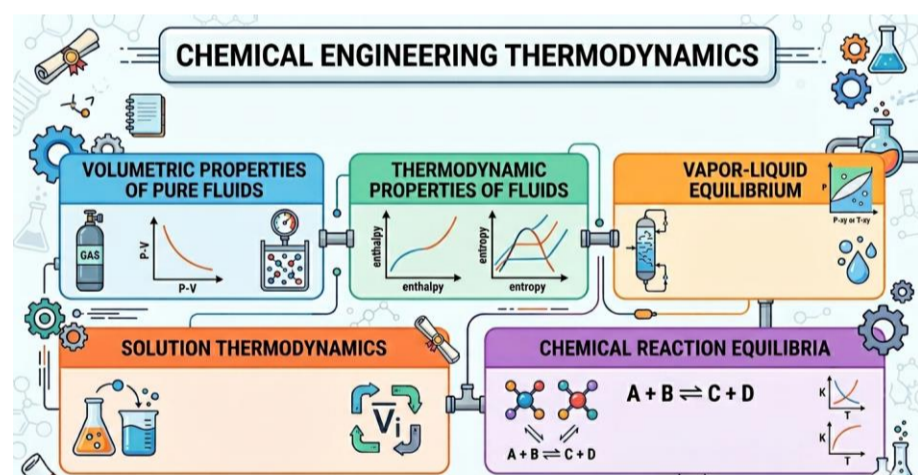 CHEMICAL ENGINEERING THERMODYNAMICS
VOLUMETRIC PROPERTIES
OF PURE FLUIDS
GAS
P-V
P-V
THERMODYNAMIC
PROPERTIES OF FLUIDS
enthalpy
enthalpy
entropy
entropy
VAPOR-LIQUID
EQUILIBRIUM
P
P-xy or T-xy
SOLUTION THERMODYNAMICS
V̅i
CHEMICAL REACTION EQUILIBRIA
A + B ⇌ C + D
A + B ⇌ C + D
K
T
K
T